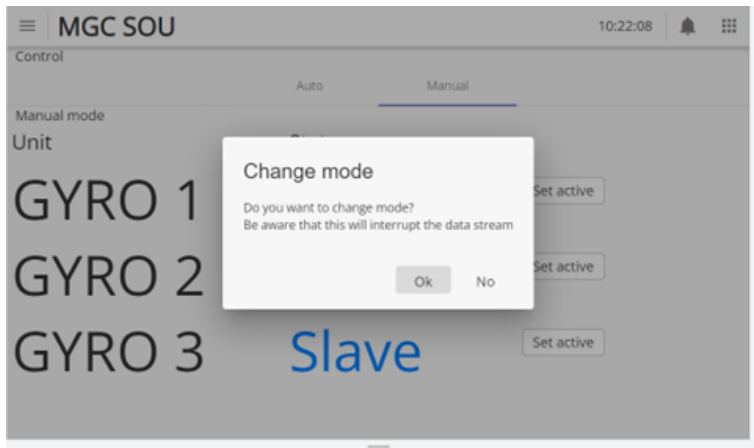 MGC SOU
10:22:08
Control
Auto Manual
Manual mode
Unit
Change mode
Do you want to change mode?
Be aware that this will interrupt the data stream
Ok No
GYRO 1 Set active
GYRO 2 Set active
GYRO 3 Slave Set active